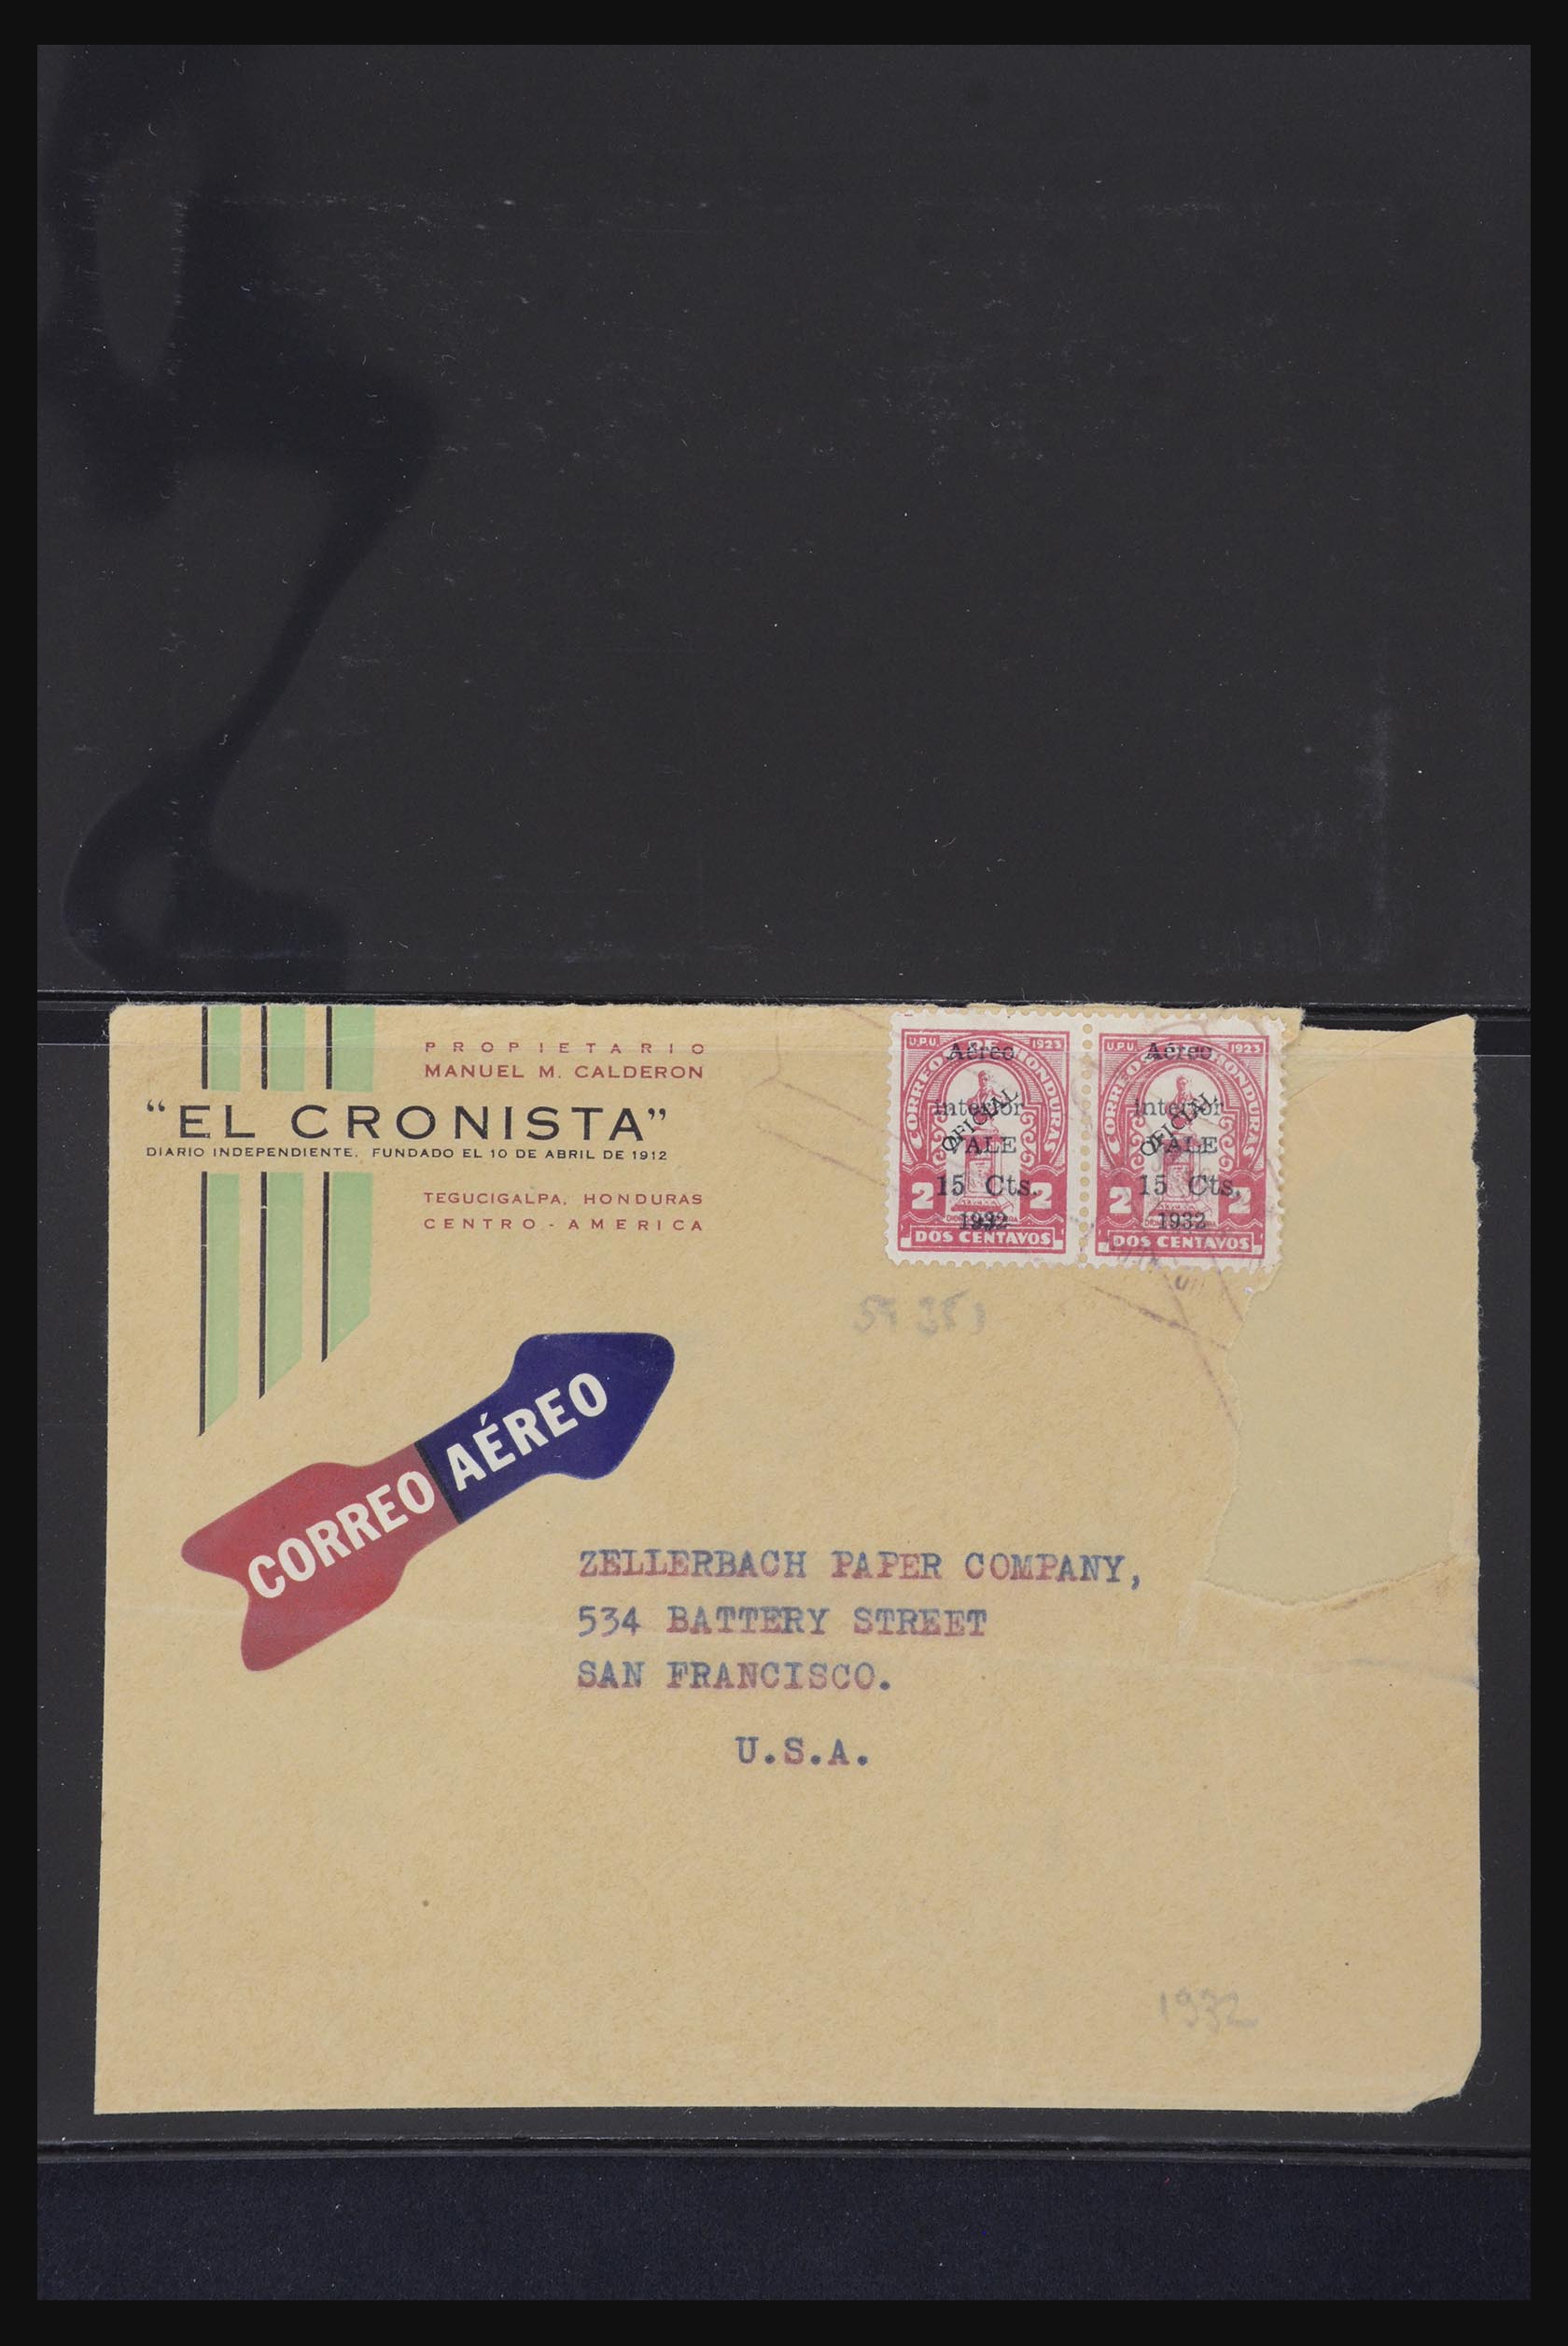 PROPIETARIO
MANUEL M. CALDERON
"EL CRONISTA"
DIARIO INDEPENDIENTE. FUNDADO EL 10 DE ABRIL DE 1912
TEGUCIGALPA, HONDURAS
CENTRO-AMERICA
U.P.U. 1923
CORREO DE HONDURAS
Aéreo
interior
OFICIAL
VALE
15 Cts.
2 2
1932
DOS CENTAVOS
U.P.U. 1923
CORREO DE HONDURAS
Aéreo
interior
OFICIAL
VALE
15 Cts.
2 2
1932
DOS CENTAVOS
CORREO AÉREO
ZELLERBACH PAPER COMPANY,
534 BATTERY STREET
SAN FRANCISCO.
U.S.A.
1932